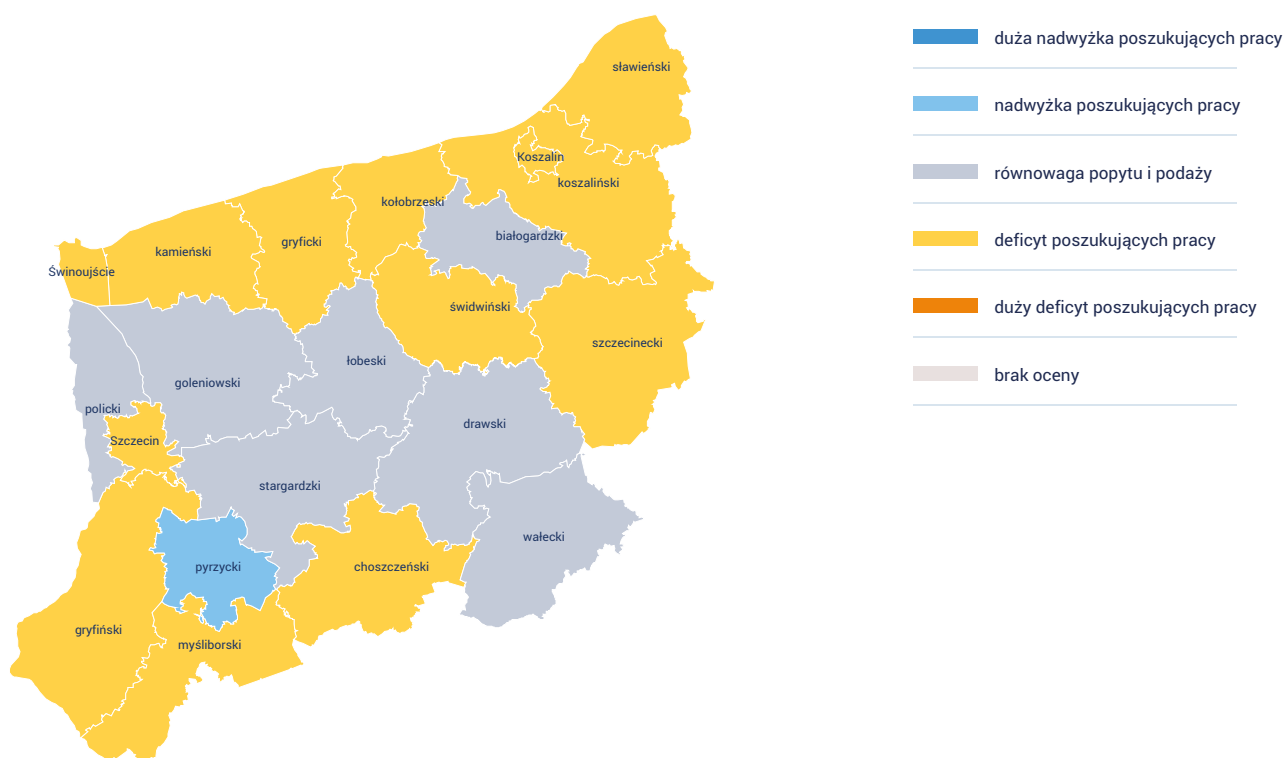 duża nadwyżka poszukujących pracy
nadwyżka poszukujących pracy
równowaga popytu i podaży
deficyt poszukujących pracy
duży deficyt poszukujących pracy
brak oceny
sławieński
Koszalin
koszaliński
kołobrzeski
białogardzki
gryficki
kamieński
Świnoujście
świdwiński
szczecinecki
łobeski
goleniowski
policki
drawski
Szczecin
stargardzki
wałecki
pyrzycki
choszczeński
gryfiński
myśliborski